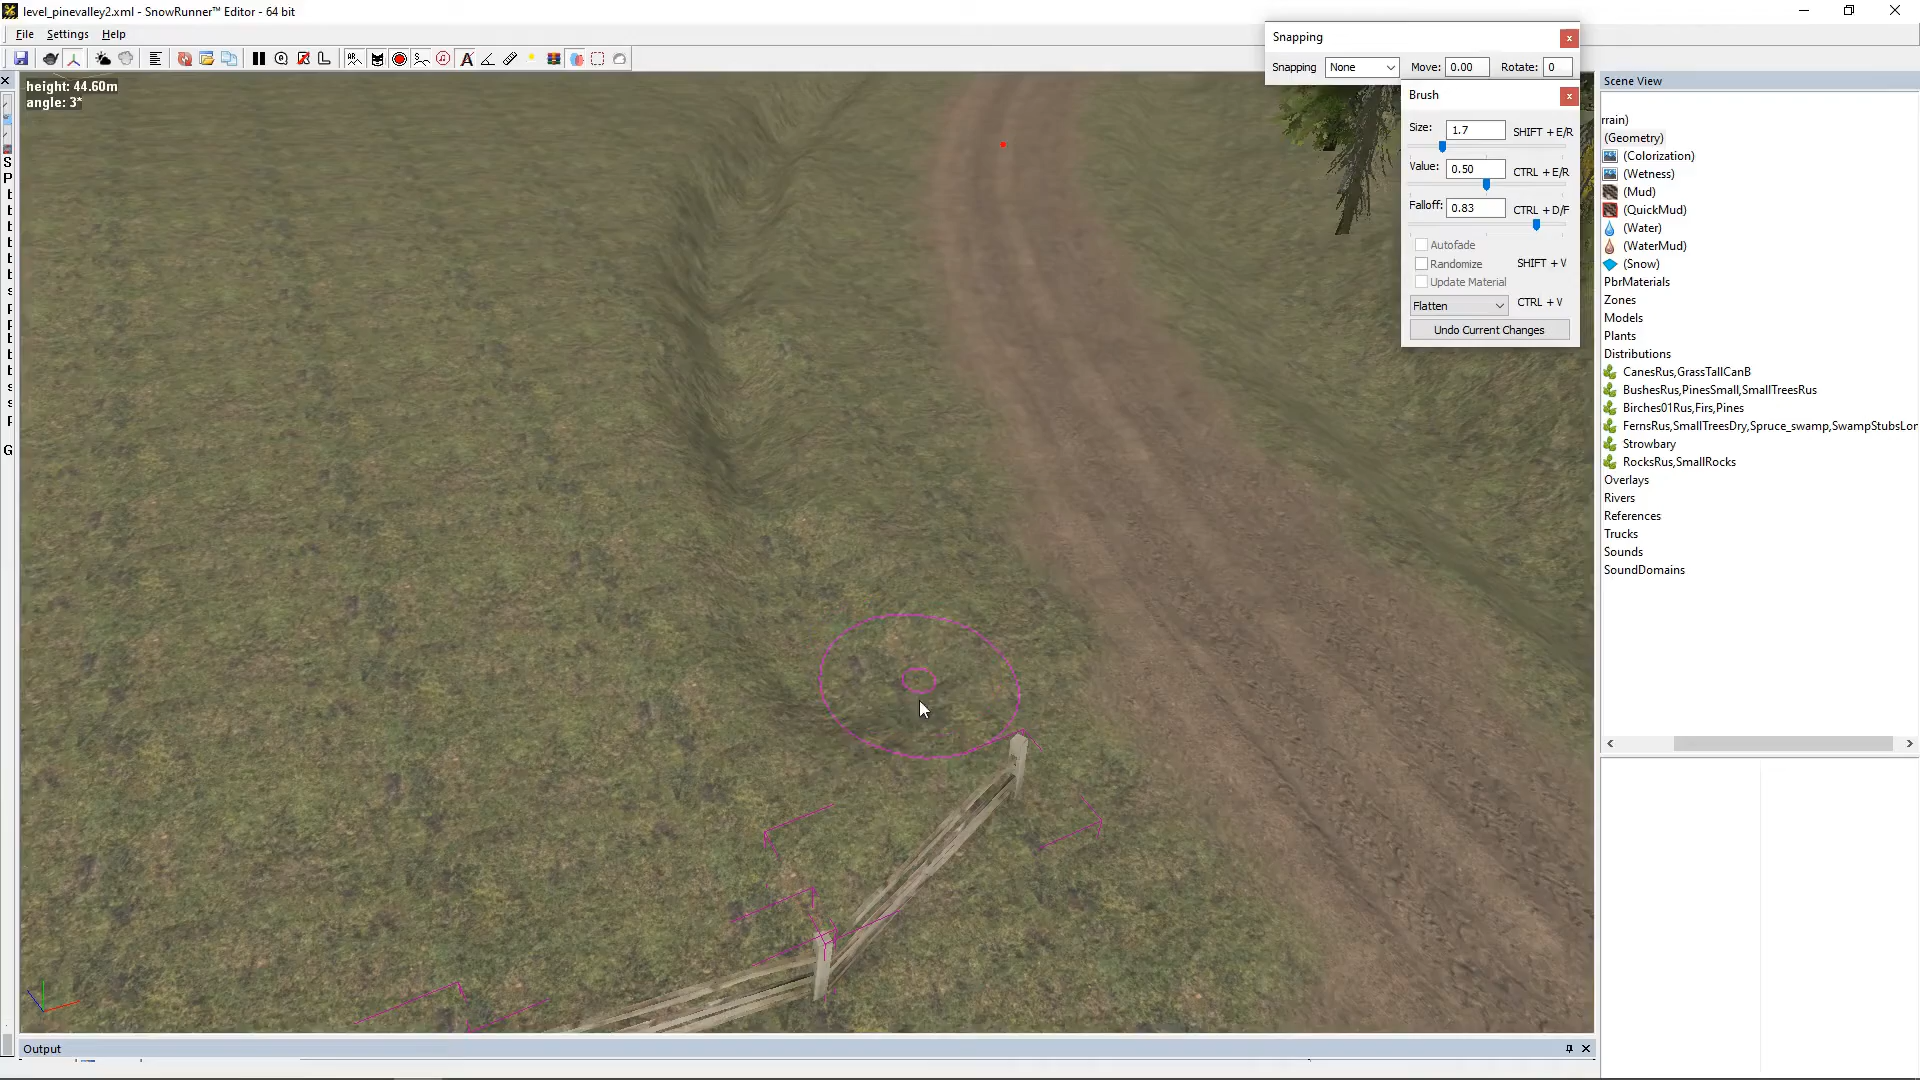 level_pinevalley2.xml - SnowRunner™ Editor - 64 bit
File Settings Help
height: 44.60m
angle: 3*
Snapping
Snapping None Move: 0.00 Rotate: 0
Brush
Size: 1.7 SHIFT + E/R
Value: 0.50 CTRL + E/R
Falloff: 0.83 CTRL + D/F
Autofade
Randomize SHIFT + V
Update Material
Flatten CTRL + V
Undo Current Changes
Scene View
rrain)
(Geometry)
(Colorization)
(Wetness)
(Mud)
(QuickMud)
(Water)
(WaterMud)
(Snow)
PbrMaterials
Zones
Models
Plants
Distributions
CanesRus,GrassTallCanB
BushesRus,PinesSmall,SmallTreesRus
Birches01Rus,Firs,Pines
FernsRus,SmallTreesDry,Spruce_swamp,SwampStubsLor
Strowbary
RocksRus,SmallRocks
Overlays
Rivers
References
Trucks
Sounds
SoundDomains
Output